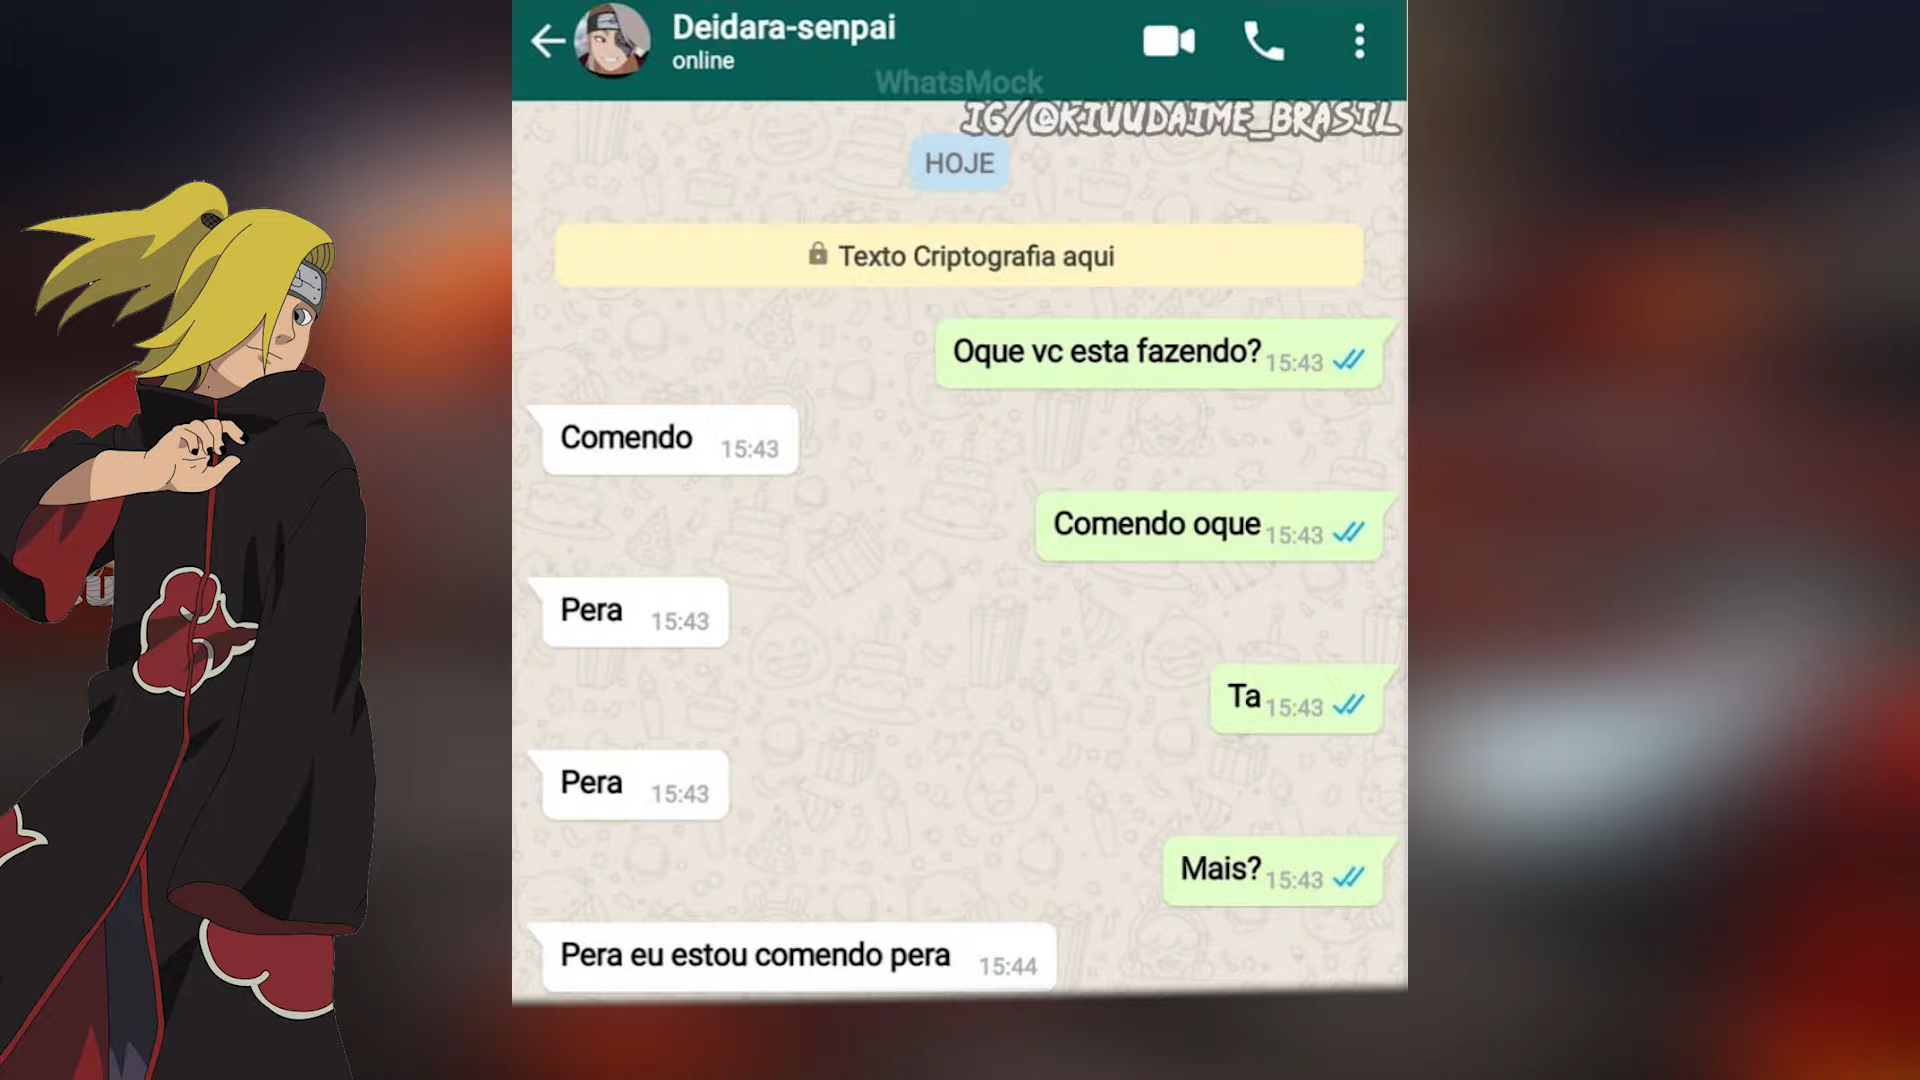 Deidara-senpai
online
WhatsMock
IG/@KIUUDAIME_BRASIL
HOJE
Texto Criptografia aqui
Oque vc esta fazendo? 15:43
Comendo 15:43
Comendo oque 15:43
Pera 15:43
Ta 15:43
Pera 15:43
Mais? 15:43
Pera eu estou comendo pera 15:44